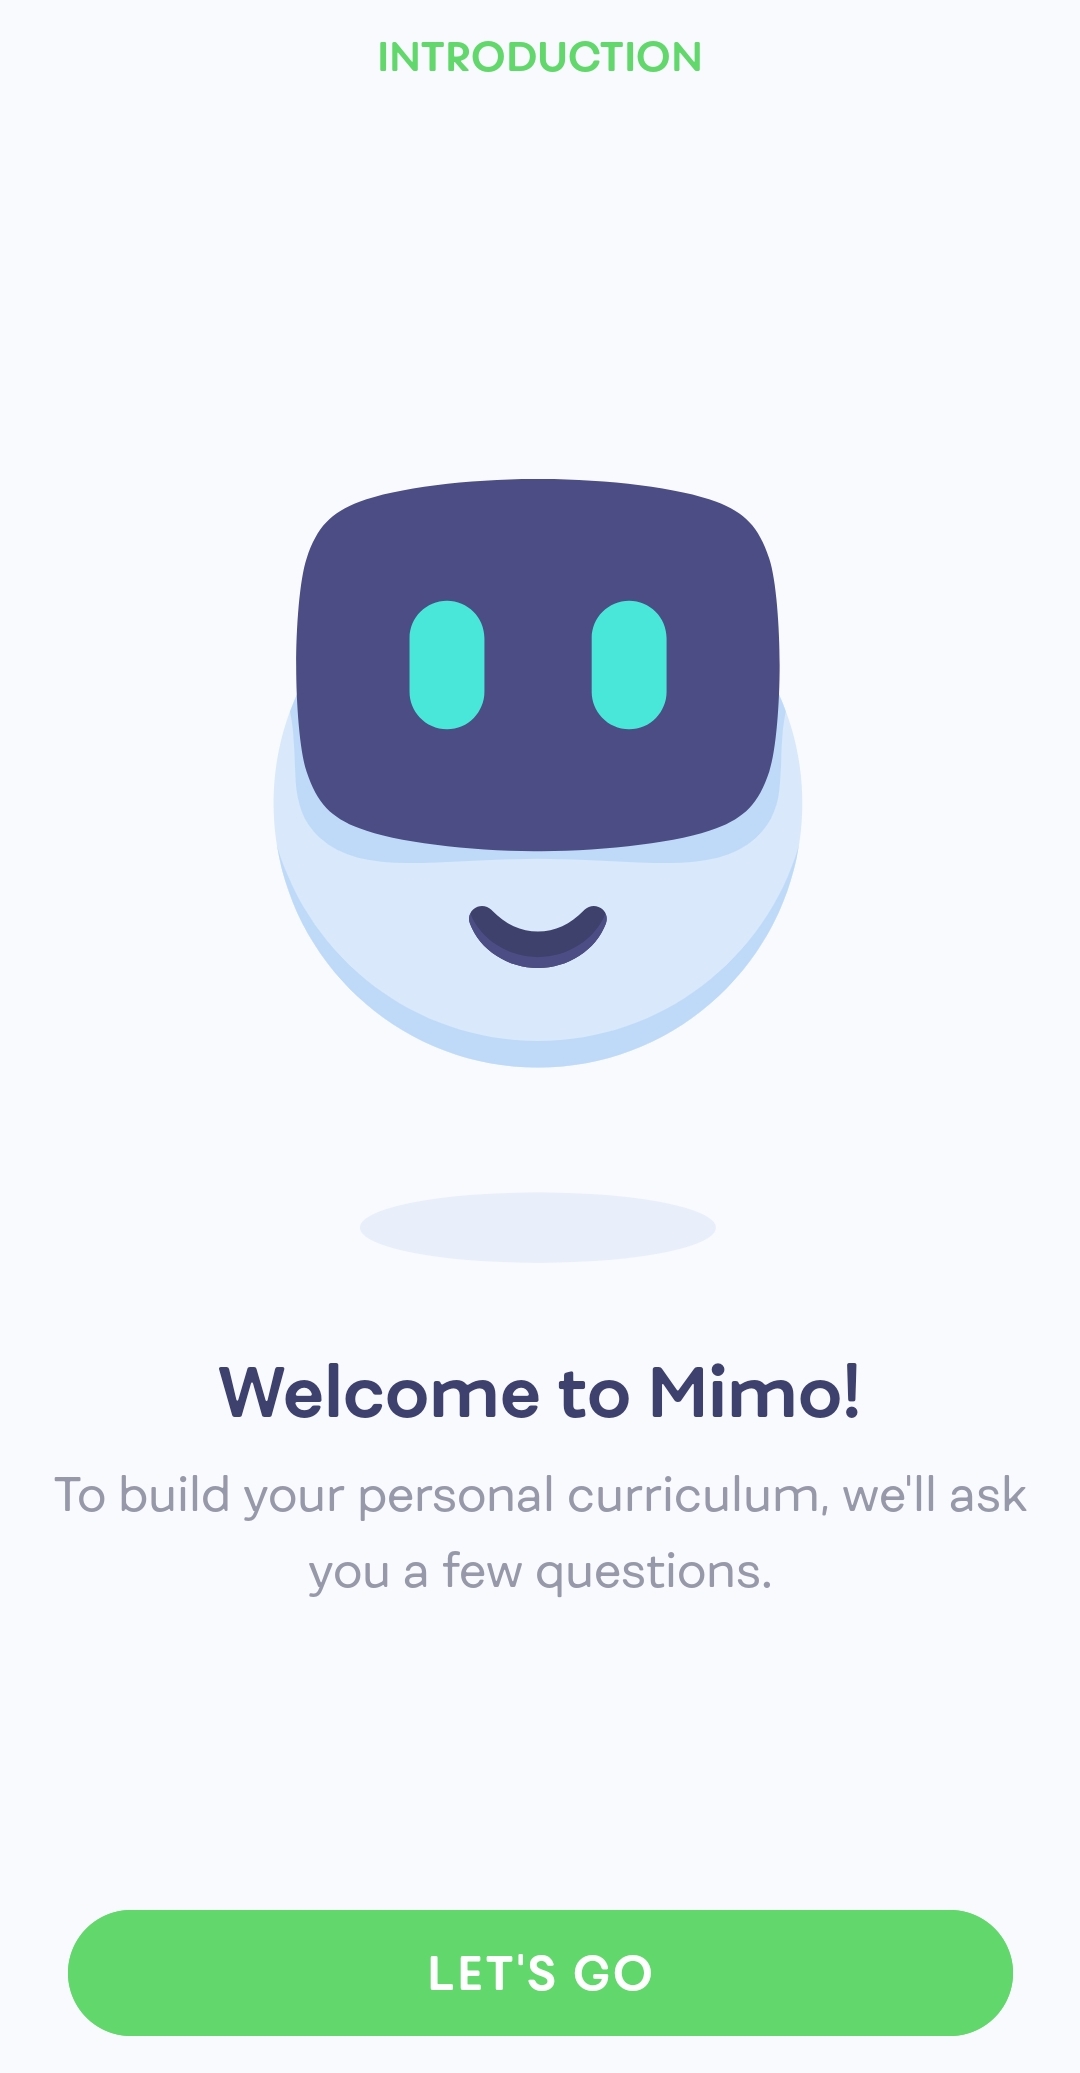 INTRODUCTION
Welcome to Mimo!
To build your personal curriculum, we'll ask
you a few questions.
LET'S GO